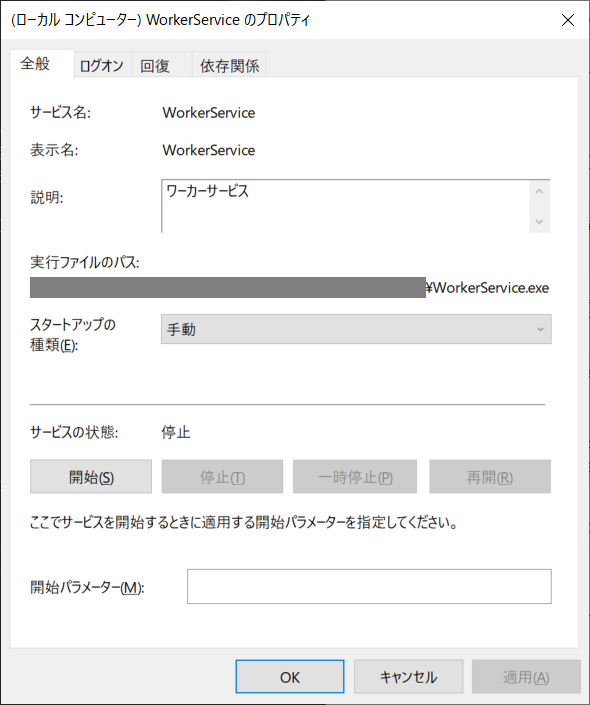 (ローカル コンピューター) WorkerService のプロパティ
全般 ログオン 回復 依存関係
サービス名: WorkerService
表示名: WorkerService
説明: ワーカーサービス
実行ファイルのパス:
¥WorkerService.exe
スタートアップの
種類(E): 手動
サービスの状態: 停止
開始(S) 停止(T) 一時停止(P) 再開(R)
ここでサービスを開始するときに適用する開始パラメーターを指定してください。
開始パラメーター(M):
OK キャンセル 適用(A)